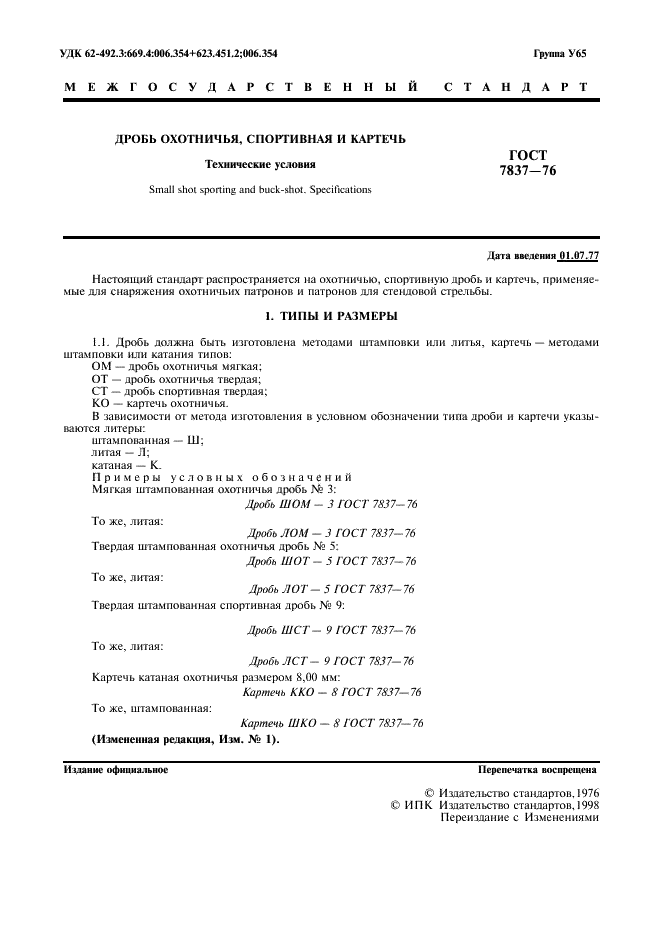 УДК 62-492.3:669.4:006.354+623.451.2;006.354 Группа У65
МЕЖГОСУДАРСТВЕННЫЙ СТАНДАРТ
ДРОБЬ ОХОТНИЧЬЯ, СПОРТИВНАЯ И КАРТЕЧЬ
Технические условия
Small shot sporting and buck-shot. Specifications
ГОСТ
7837—76
Дата введения 01.07.77
Настоящий стандарт распространяется на охотничью, спортивную дробь и картечь, применяе-
мые для снаряжения охотничьих патронов и патронов для стендовой стрельбы.
1. ТИПЫ И РАЗМЕРЫ
1.1. Дробь должна быть изготовлена методами штамповки или литья, картечь — методами
штамповки или катания типов:
ОМ — дробь охотничья мягкая;
ОТ — дробь охотничья твердая;
СТ — дробь спортивная твердая;
КО — картечь охотничья.
В зависимости от метода изготовления в условном обозначении типа дроби и картечи указы-
ваются литеры:
штампованная — Ш;
литая — Л;
катаная — К.
Примеры условных обозначений
Мягкая штампованная охотничья дробь № 3:
Дробь ШОМ — 3 ГОСТ 7837—76
То же, литая:
Дробь ЛОМ — 3 ГОСТ 7837—76
Твердая штампованная охотничья дробь № 5:
Дробь ШОТ — 5 ГОСТ 7837—76
То же, литая:
Дробь ЛОТ — 5 ГОСТ 7837—76
Твердая штампованная спортивная дробь № 9:
Дробь ШСТ — 9 ГОСТ 7837—76
То же, литая:
Дробь ЛСТ — 9 ГОСТ 7837—76
Картечь катаная охотничья размером 8,00 мм:
Картечь ККО — 8 ГОСТ 7837—76
То же, штампованная:
Картечь ШКО — 8 ГОСТ 7837—76
(Измененная редакция, Изм. № 1).
Издание официальное Перепечатка воспрещена
© Издательство стандартов, 1976
© ИПК Издательство стандартов, 1998
Переиздание с Изменениями